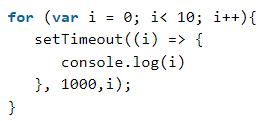 for (var i = 0; i< 10; i++){
   setTimeout((i) => {
      console.log(i)
   }, 1000,i);
}